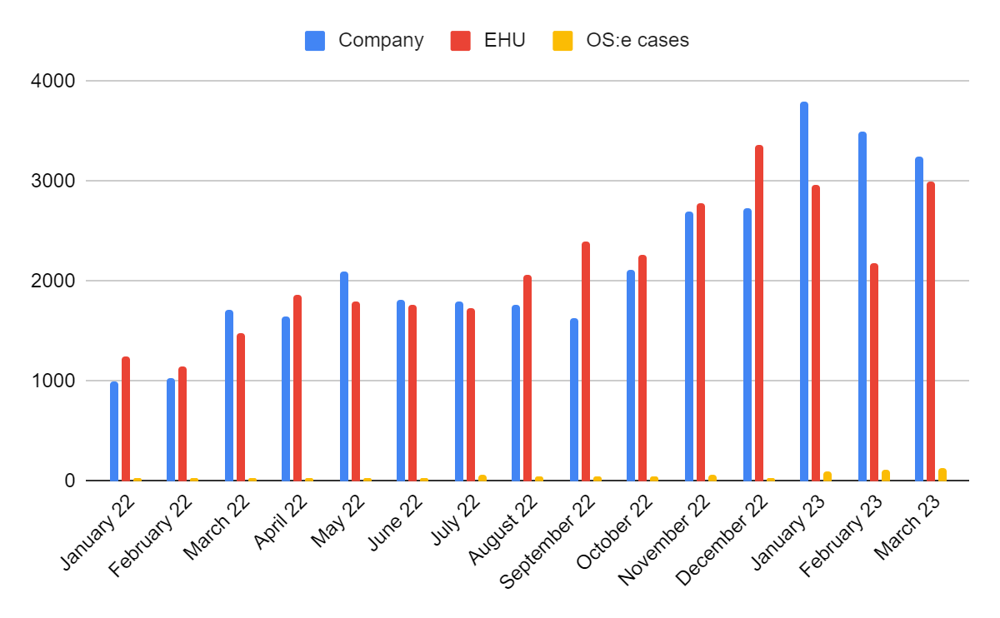 Company EHU OS:e cases
4000
3000
2000
1000
0
January 22
February 22
March 22
April 22
May 22
June 22
July 22
August 22
September 22
October 22
November 22
December 22
January 23
February 23
March 23